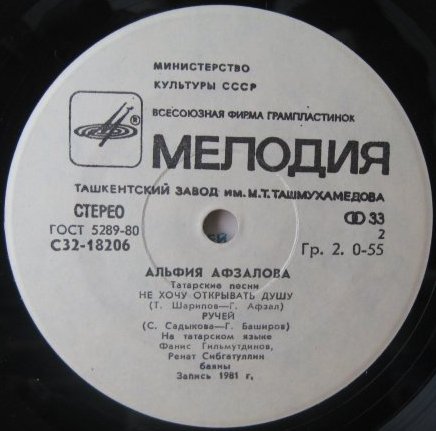 МИНИСТЕРСТВО
КУЛЬТУРЫ СССР
ВСЕСОЮЗНАЯ ФИРМА ГРАМПЛАСТИНОК
МЕЛОДИЯ
ТАШКЕНТСКИЙ ЗАВОД ИМ. М.Т. ТАШМУХАМЕДОВА
СТЕРЕО
ГОСТ 5289-80
С32-18206
33
2
Гр. 2. 0-55
АЛЬФИЯ АФЗАЛОВА
Татарские песни
НЕ ХОЧУ ОТКРЫВАТЬ ДУШУ
(Т. Шарипов—Г. Афзал)
РУЧЕЙ
(С. Садыкова—Г. Баширов)
На татарском языке
Фанис Гильмутдинов,
Ренат Сибгатуллин
баяны
Запись 1981 г,